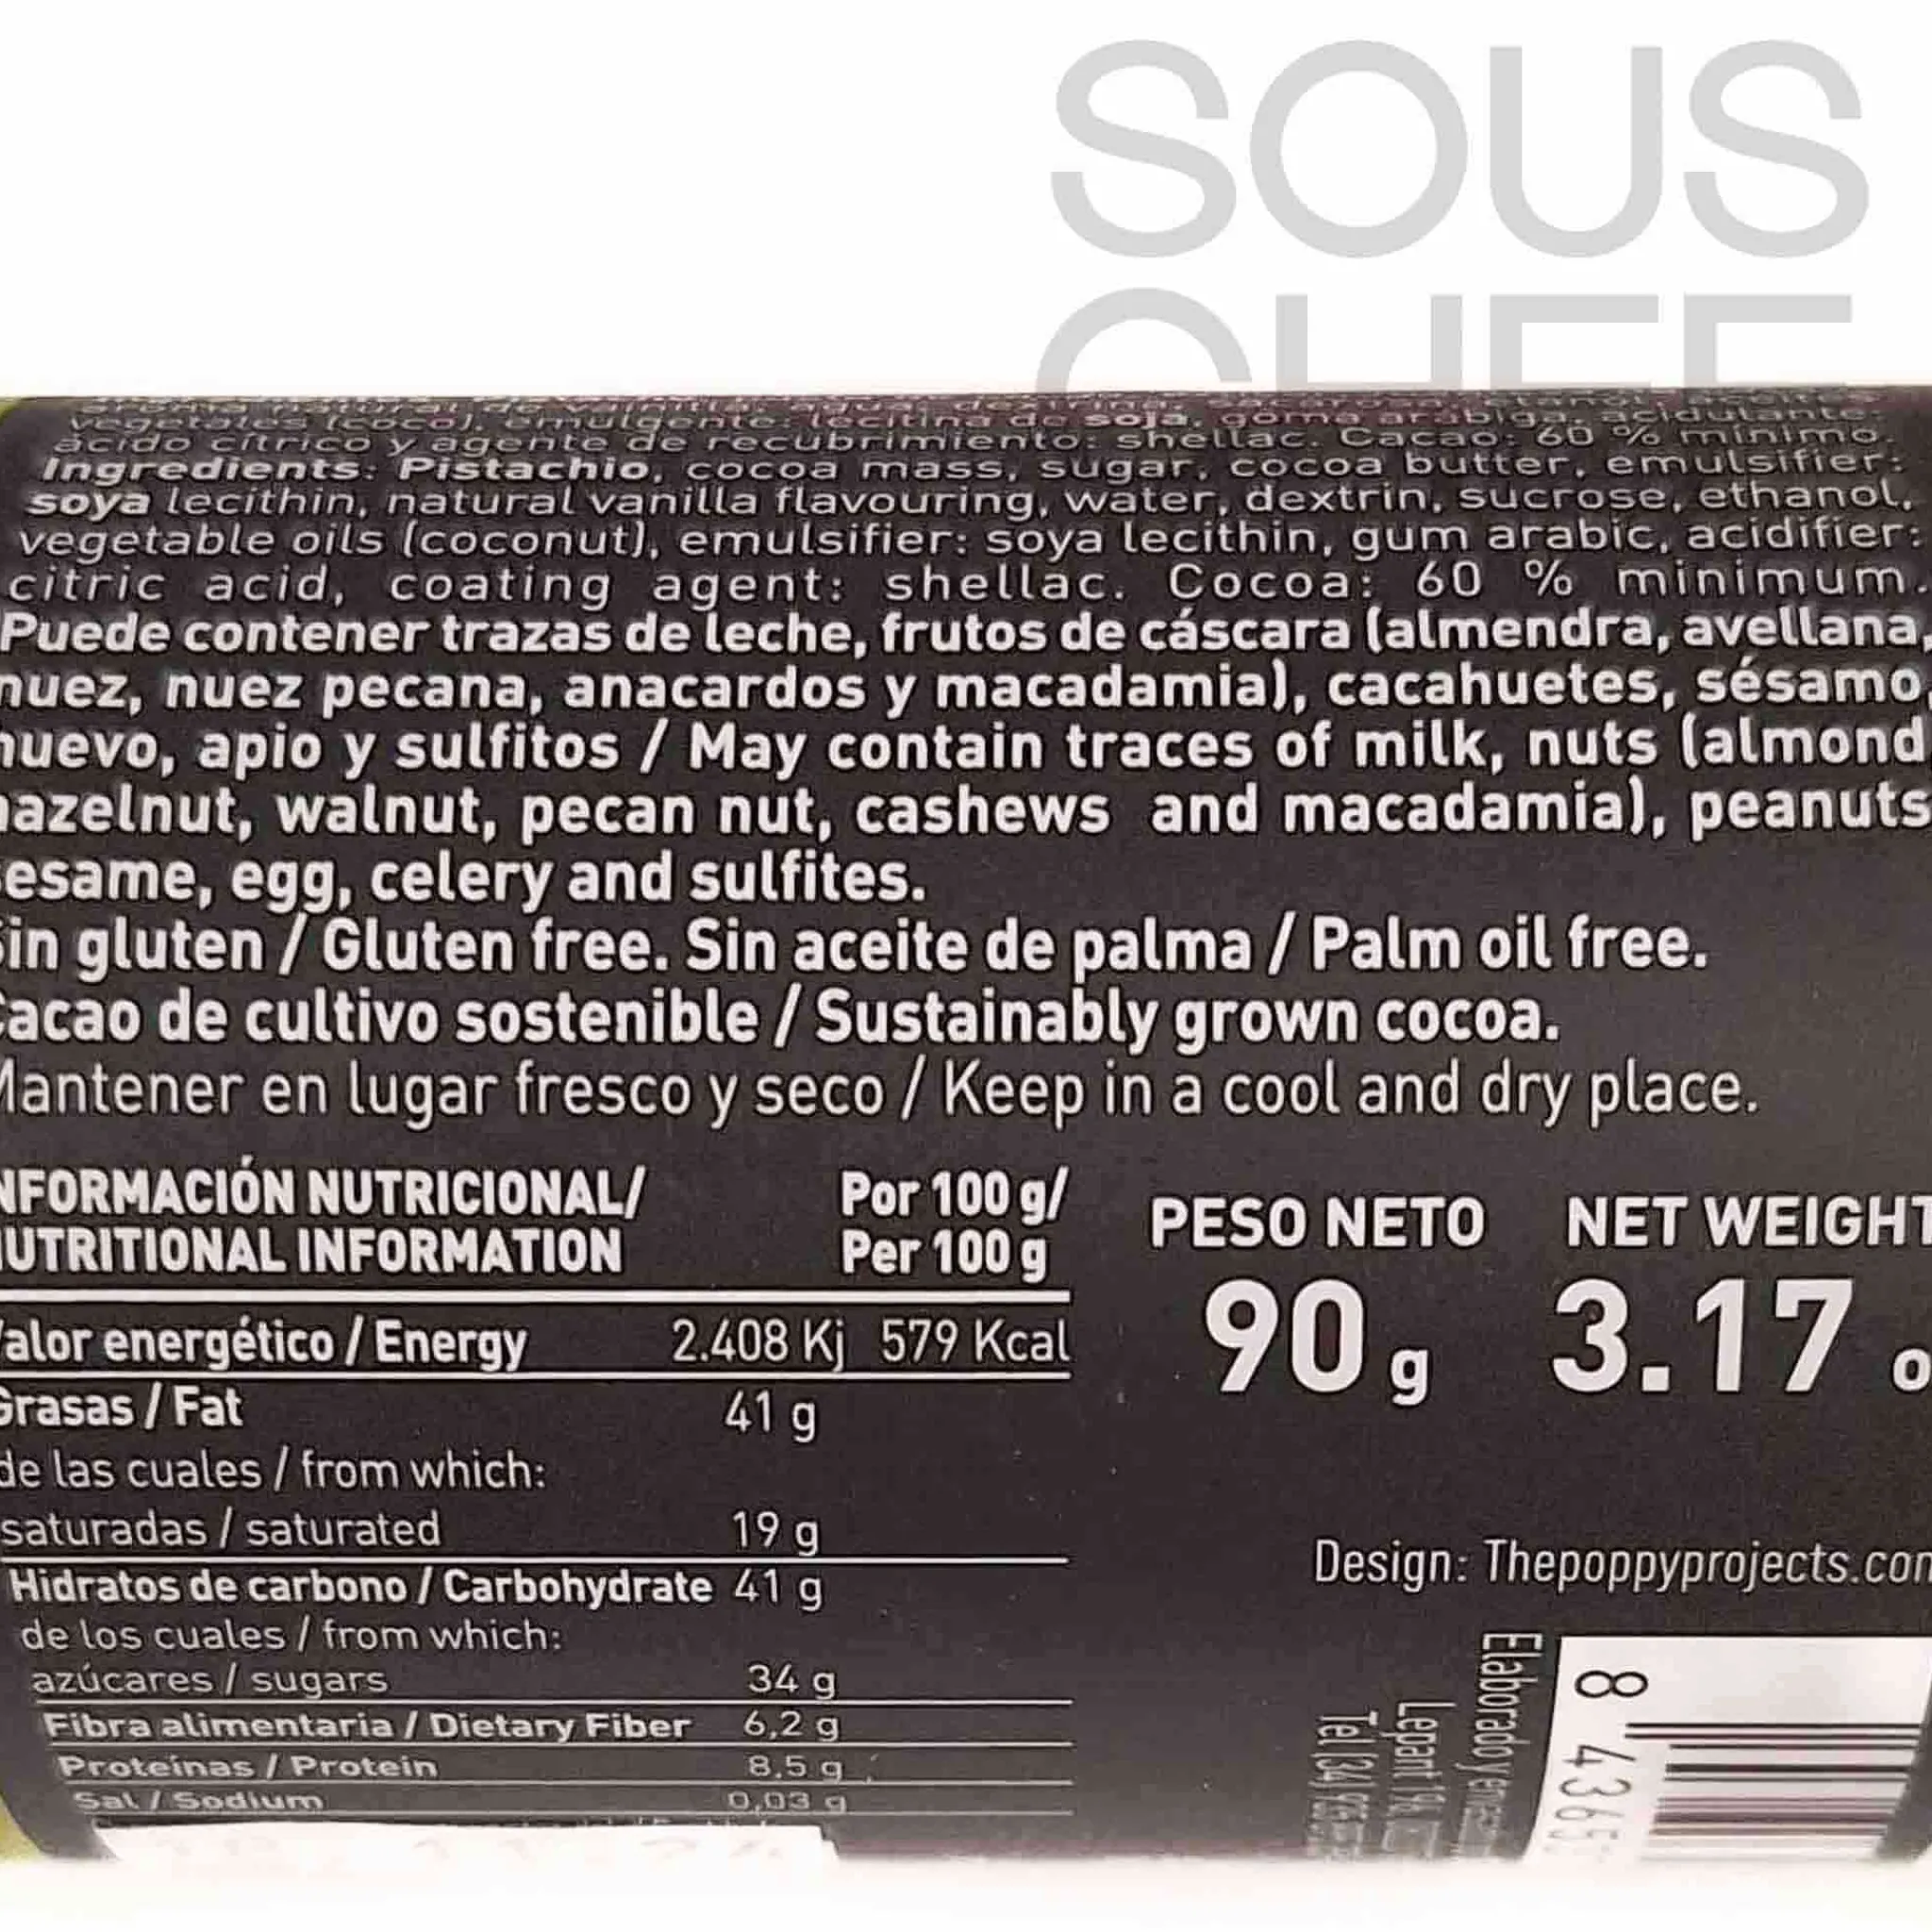 SOUS
vegetales (coco), emulgente: lecitina de soja, goma arábiga, acidulante:
ácido cítrico y agente de recubrimiento: shellac. Cacao: 60 % mínimo.
Ingredients: Pistachio, cocoa mass, sugar, cocoa butter, emulsifier:
soya lecithin, natural vanilla flavouring, water, dextrin, sucrose, ethanol,
vegetable oils (coconut), emulsifier: soya lecithin, gum arabic, acidifier:
citric acid, coating agent: shellac. Cocoa: 60 % minimum.
Puede contener trazas de leche, frutos de cáscara (almendra, avellana,
nuez, nuez pecana, anacardos y macadamia), cacahuetes, sésamo,
huevo, apio y sulfitos / May contain traces of milk, nuts (almond,
hazelnut, walnut, pecan nut, cashews and macadamia), peanuts
esame, egg, celery and sulfites.
Sin gluten / Gluten free. Sin aceite de palma / Palm oil free.
Cacao de cultivo sostenible / Sustainably grown cocoa.
Mantener en lugar fresco y seco / Keep in a cool and dry place.
NFORMACIÓN NUTRICIONAL/ Por 100 g/
NUTRITIONAL INFORMATION Per 100 g
PESO NETO NET WEIGHT
90 g 3.17 o
Valor energético / Energy 2.408 Kj 579 Kcal
Grasas / Fat 41 g
de las cuales / from which:
saturadas / saturated 19 g
Hidratos de carbono / Carbohydrate 41 g
de los cuales / from which:
azúcares / sugars 34 g
Fibra alimentaria / Dietary Fiber 6,2 g
Proteínas / Protein 8,5 g
Sal / Sodium 0,03 g
Design: Thepoppyprojects.com
Elaborado y
Lepant
Tel (34)
8 4365